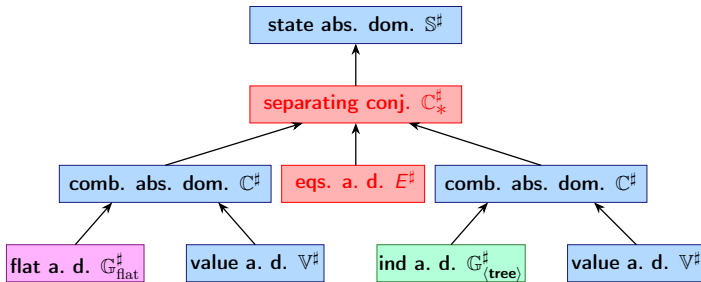 state abs. dom. 𝕊♯
separating conj. ℂ∗♯
comb. abs. dom. ℂ♯
eqs. a. d. E♯
comb. abs. dom. ℂ♯
flat a. d. 𝔾♯flat
value a. d. 𝕍♯
ind a. d. 𝔾♯⟨tree⟩
value a. d. 𝕍♯